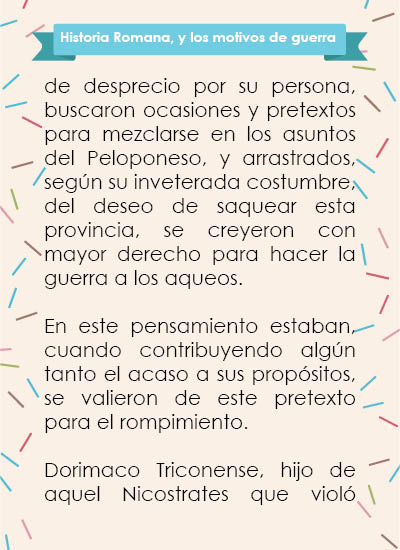 Historia Romana, y los motivos de guerra
de desprecio por su persona,
buscaron ocasiones y pretextos
para mezclarse en los asuntos
del Peloponeso, y arrastrados,
según su inveterada costumbre,
del deseo de saquear esta
provincia, se creyeron con
mayor derecho para hacer la
guerra a los aqueos.
En este pensamiento estaban,
cuando contribuyendo algún
tanto el acaso a sus propósitos,
se valieron de este pretexto
para el rompimiento.
Dorimaco Triconense, hijo de
aquel Nicostrates que violó